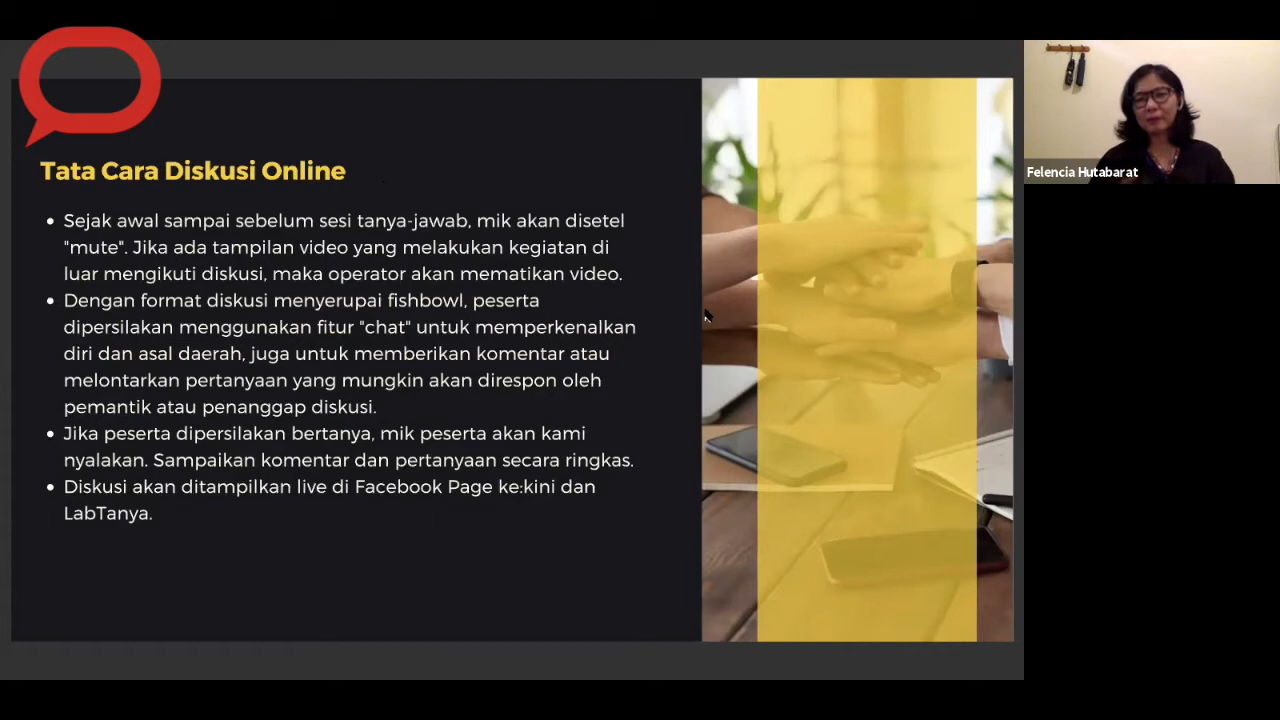 Tata Cara Diskusi Online
Sejak awal sampai sebelum sesi tanya-jawab, mik akan disetel
"mute". Jika ada tampilan video yang melakukan kegiatan di
luar mengikuti diskusi, maka operator akan mematikan video.
Dengan format diskusi menyerupai fishbowl, peserta
dipersilakan menggunakan fitur "chat" untuk memperkenalkan
diri dan asal daerah, juga untuk memberikan komentar atau
melontarkan pertanyaan yang mungkin akan direspon oleh
pemantik atau penanggap diskusi.
Jika peserta dipersilakan bertanya, mik peserta akan kami
nyalakan. Sampaikan komentar dan pertanyaan secara ringkas.
Diskusi akan ditampilkan live di Facebook Page ke:kini dan
LabTanya.
Felencia Hutabarat